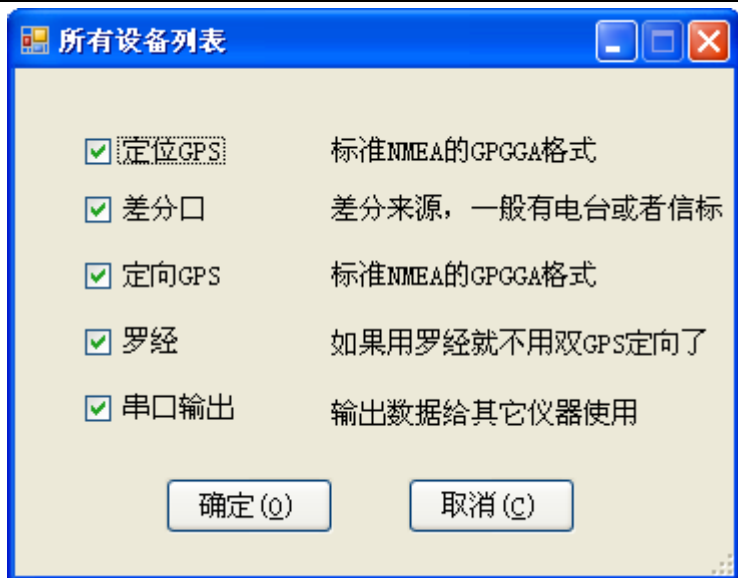 所有设备列表
定位GPS 标准NMEA的GPGGA格式
差分口 差分来源，一般有电台或者信标
定向GPS 标准NMEA的GPGGA格式
罗经 如果用罗经就不用双GPS定向了
串口输出 输出数据给其它仪器使用
确定(O) 取消(C)